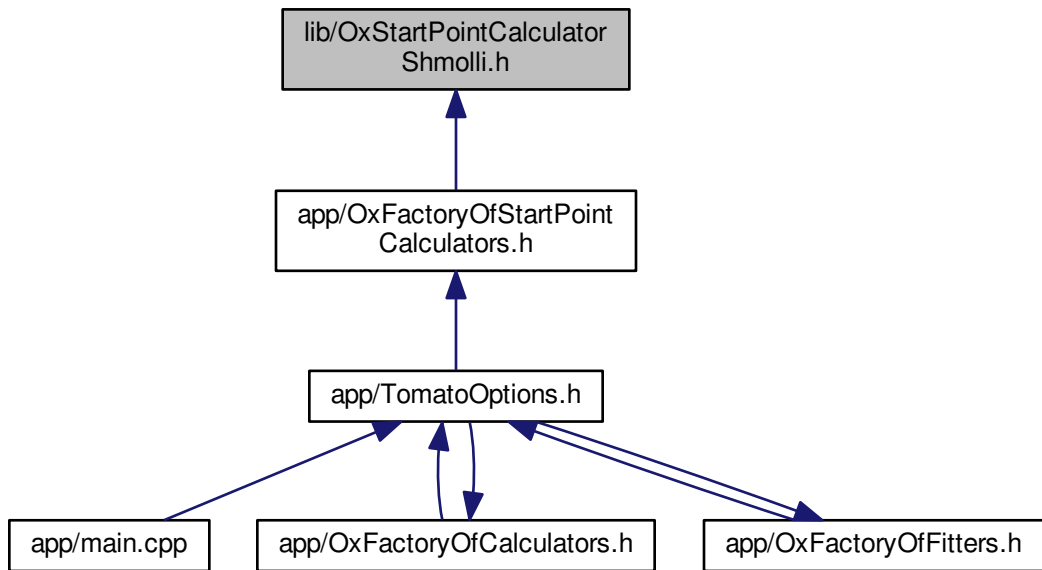 lib/OxStartPointCalculator
Shmolli.h
app/OxFactoryOfStartPoint
Calculators.h
app/TomatoOptions.h
app/main.cpp
app/OxFactoryOfCalculators.h
app/OxFactoryOfFitters.h